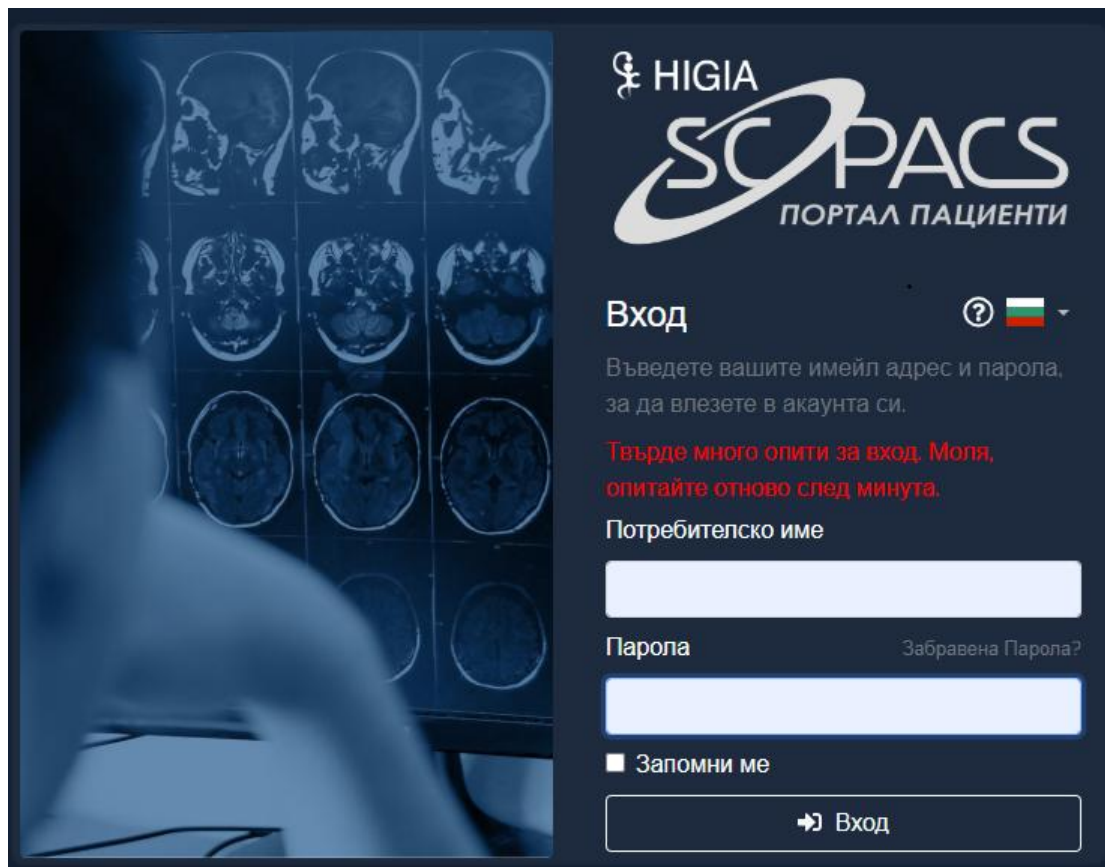 HIGIA
SCOPACS
ПОРТАЛ ПАЦИЕНТИ
Вход
Въведете вашите имейл адрес и парола,
за да влезете в акаунта си.
Твърде много опити за вход. Моля,
опитайте отново след минута.
Потребителско име
Парола Забравена Парола?
Запомни ме
Вход